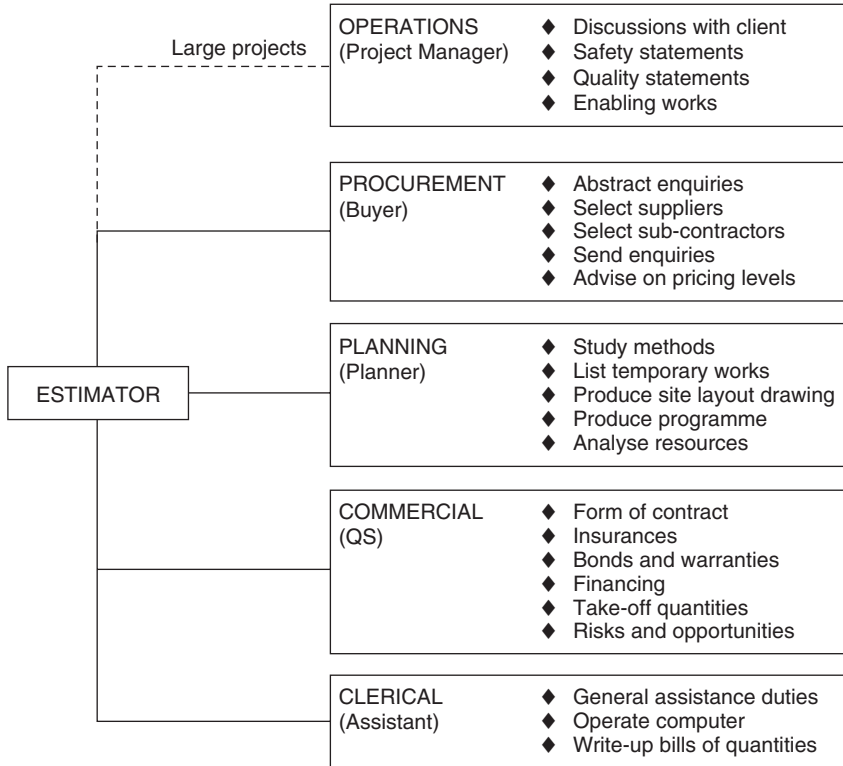 Large projects
OPERATIONS
(Project Manager)
♦ Discussions with client
♦ Safety statements
♦ Quality statements
♦ Enabling works
PROCUREMENT
(Buyer)
♦ Abstract enquiries
♦ Select suppliers
♦ Select sub-contractors
♦ Send enquiries
♦ Advise on pricing levels
ESTIMATOR
PLANNING
(Planner)
♦ Study methods
♦ List temporary works
♦ Produce site layout drawing
♦ Produce programme
♦ Analyse resources
COMMERCIAL
(QS)
♦ Form of contract
♦ Insurances
♦ Bonds and warranties
♦ Financing
♦ Take-off quantities
♦ Risks and opportunities
CLERICAL
(Assistant)
♦ General assistance duties
♦ Operate computer
♦ Write-up bills of quantities